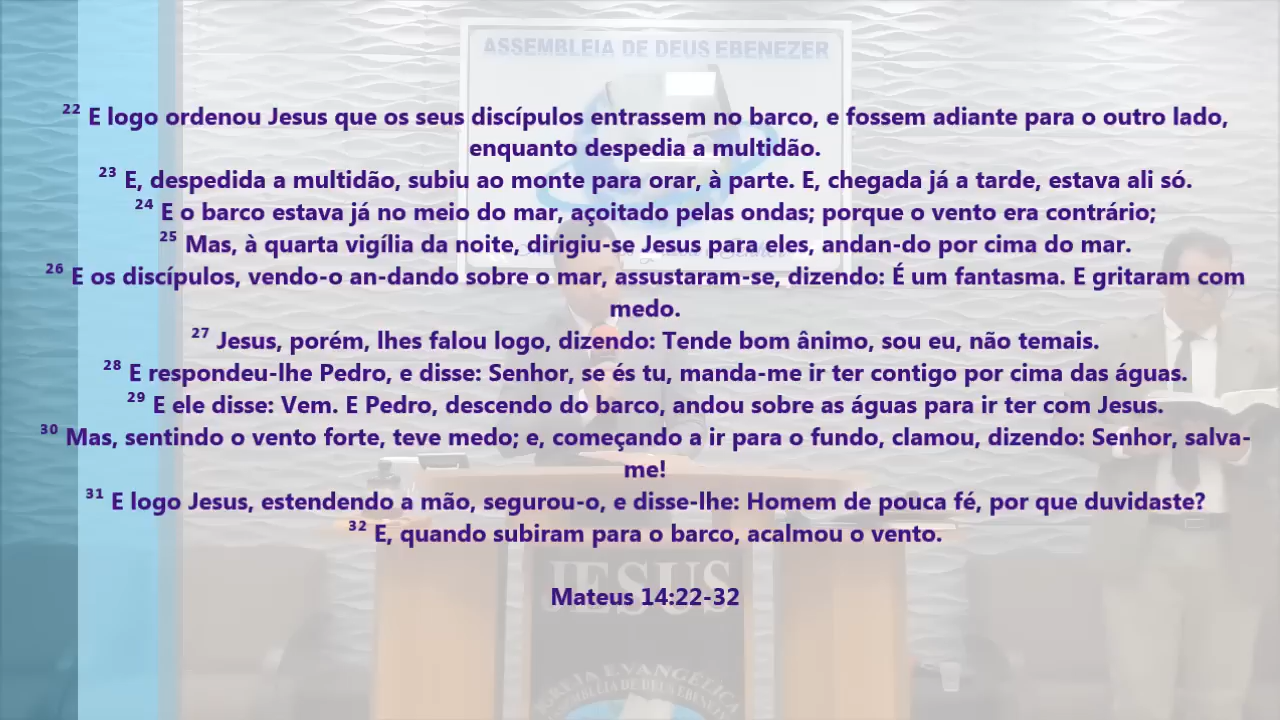 ASSEMBLEIA DE DEUS EBENEZER
22 E logo ordenou Jesus que os seus discípulos entrassem no barco, e fossem adiante para o outro lado,
enquanto despedia a multidão.
23 E, despedida a multidão, subiu ao monte para orar, à parte. E, chegada já a tarde, estava ali só.
24 E o barco estava já no meio do mar, açoitado pelas ondas; porque o vento era contrário;
25 Mas, à quarta vigília da noite, dirigiu-se Jesus para eles, andan-do por cima do mar.
26 E os discípulos, vendo-o an-dando sobre o mar, assustaram-se, dizendo: É um fantasma. E gritaram com
medo.
27 Jesus, porém, lhes falou logo, dizendo: Tende bom ânimo, sou eu, não temais.
28 E respondeu-lhe Pedro, e disse: Senhor, se és tu, manda-me ir ter contigo por cima das águas.
29 E ele disse: Vem. E Pedro, descendo do barco, andou sobre as águas para ir ter com Jesus.
30 Mas, sentindo o vento forte, teve medo; e, começando a ir para o fundo, clamou, dizendo: Senhor, salva-
me!
31 E logo Jesus, estendendo a mão, segurou-o, e disse-lhe: Homem de pouca fé, por que duvidaste?
32 E, quando subiram para o barco, acalmou o vento.
JESUS
Mateus 14:22-32
IGREJA EVANGÉLICA
ASSEMBLEIA DE DEUS EBENEZ